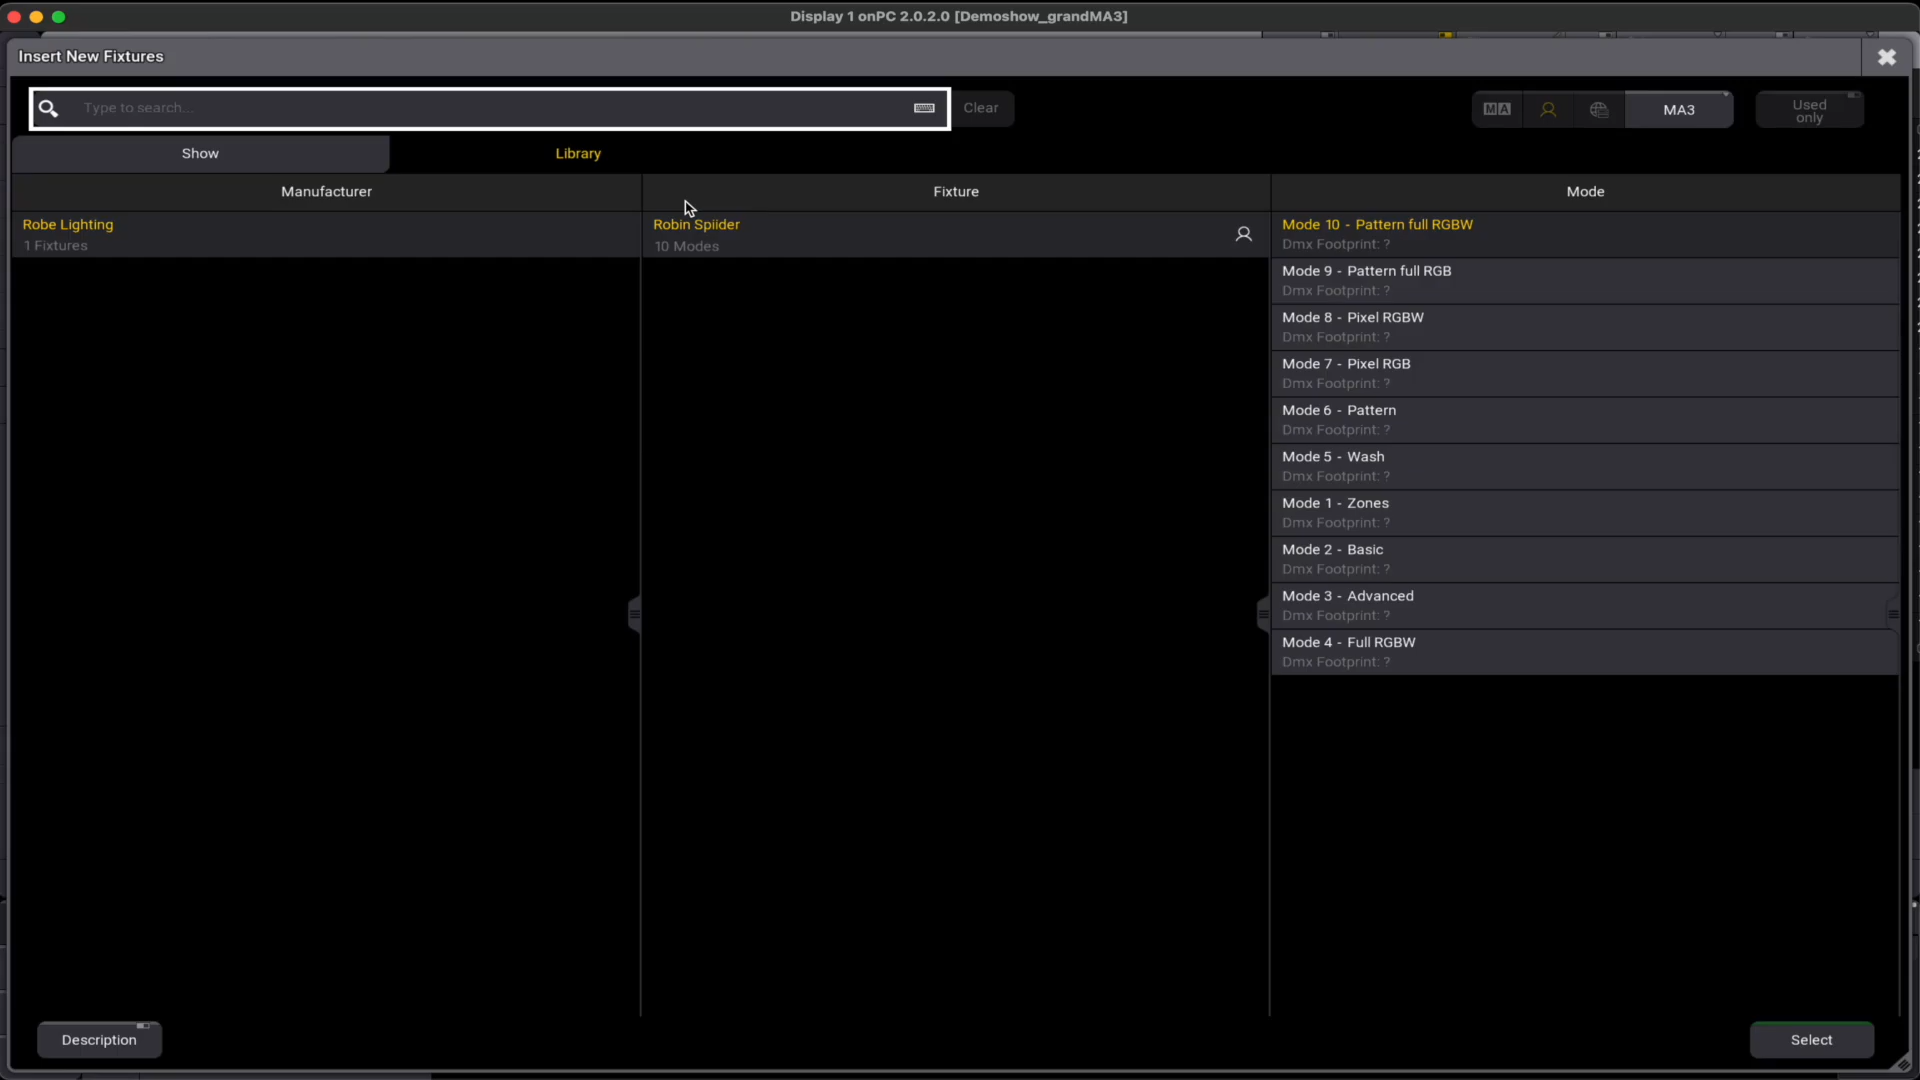 Display 1 onPC 2.0.2.0 [Demoshow_grandMA3]
Insert New Fixtures
Type to search...
Clear
MA
MA3
Used only
Show
Library
Manufacturer
Fixture
Mode
Robe Lighting
1 Fixtures
Robin Spiider
10 Modes
Mode 10 - Pattern full RGBW
Dmx Footprint: ?
Mode 9 - Pattern full RGB
Dmx Footprint: ?
Mode 8 - Pixel RGBW
Dmx Footprint: ?
Mode 7 - Pixel RGB
Dmx Footprint: ?
Mode 6 - Pattern
Dmx Footprint: ?
Mode 5 - Wash
Dmx Footprint: ?
Mode 1 - Zones
Dmx Footprint: ?
Mode 2 - Basic
Dmx Footprint: ?
Mode 3 - Advanced
Dmx Footprint: ?
Mode 4 - Full RGBW
Dmx Footprint: ?
Description
Select